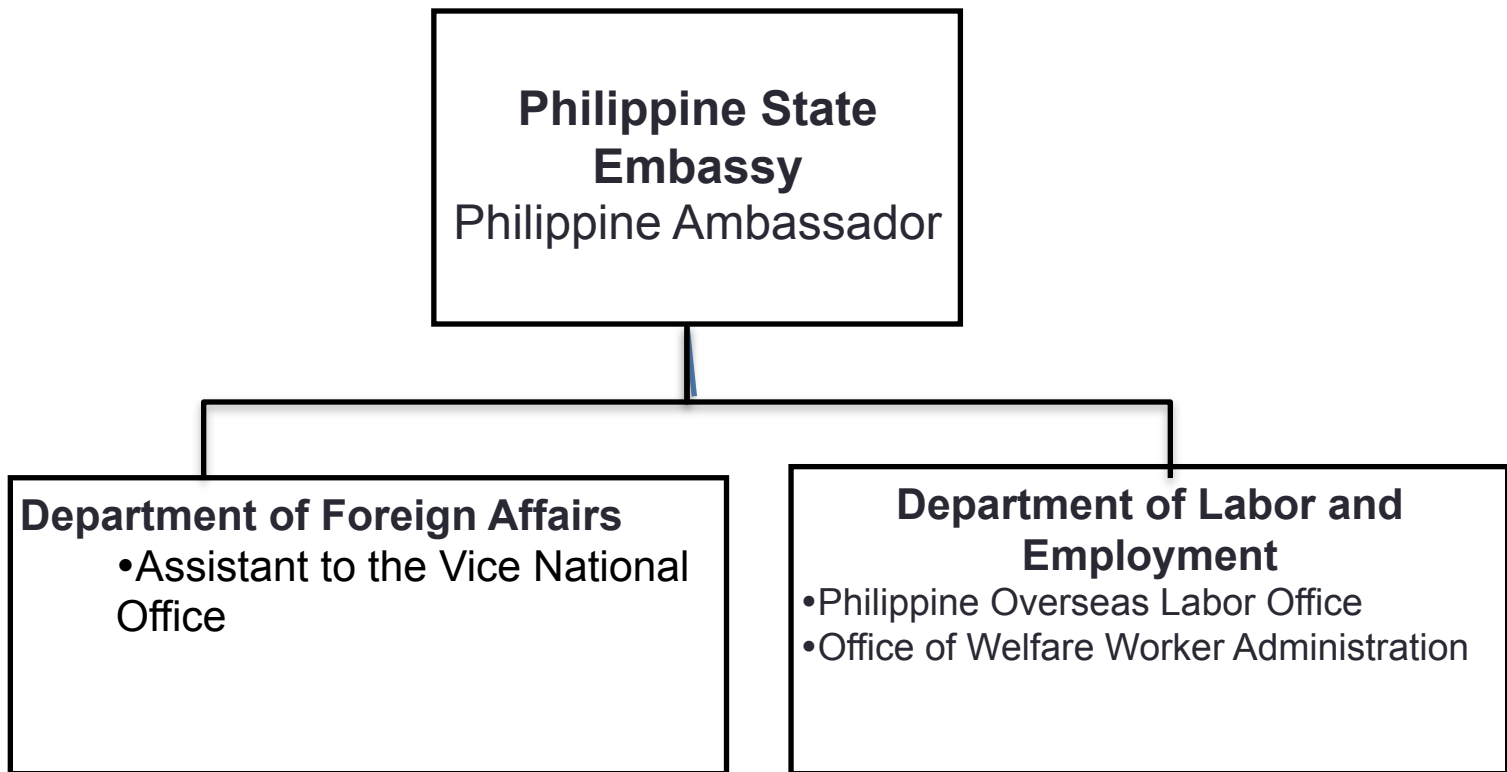 Philippine State
Embassy
Philippine Ambassador
Department of Foreign Affairs
•Assistant to the Vice National
Office
Department of Labor and
Employment
•Philippine Overseas Labor Office
•Office of Welfare Worker Administration